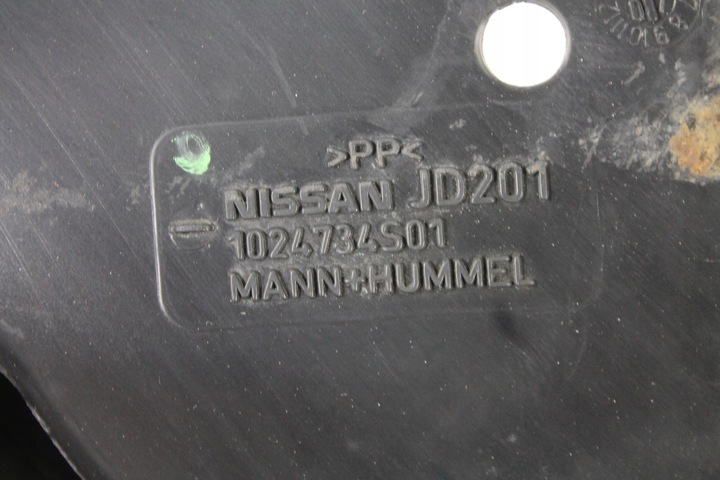 >PP<
NISSAN JD201
1024734S01
MANN+HUMMEL